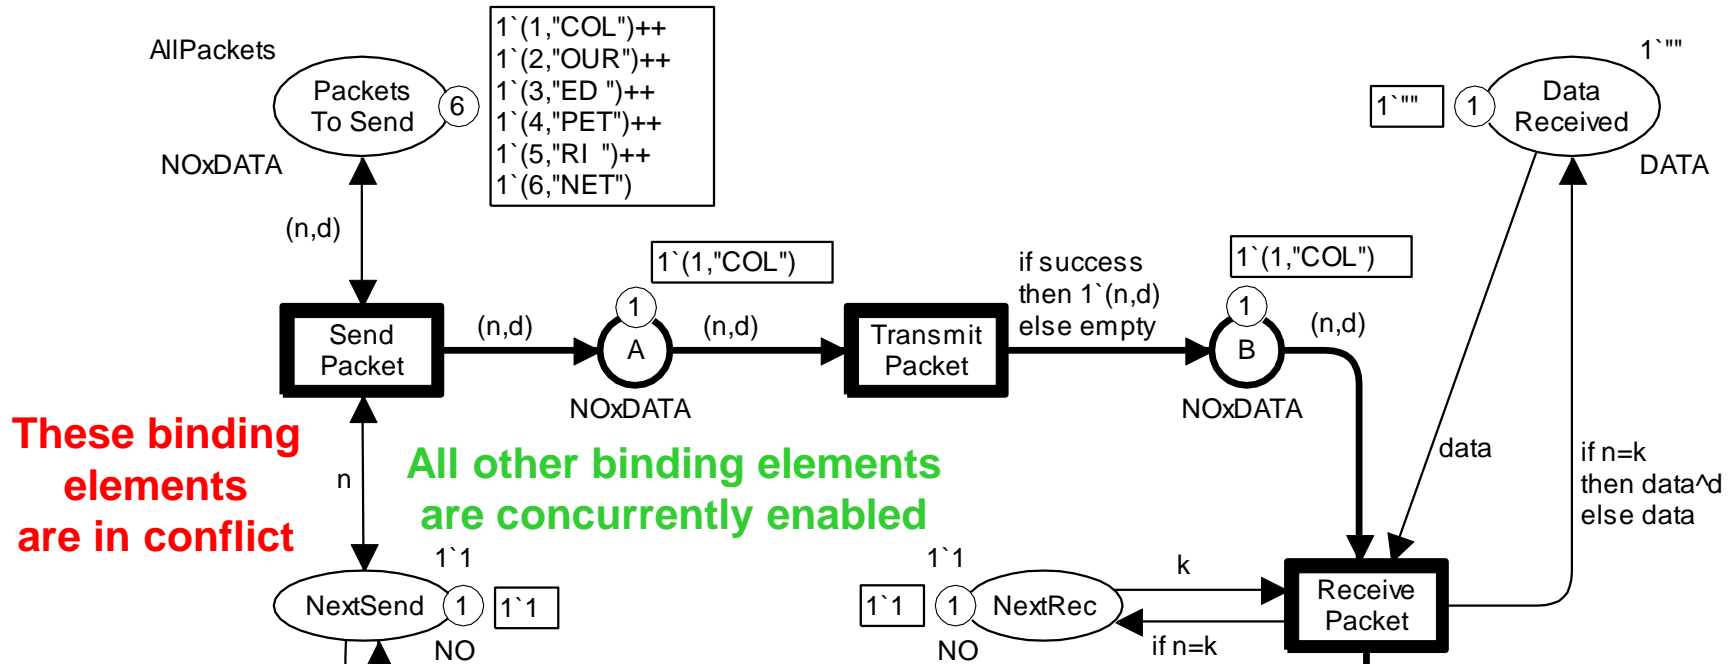 AllPackets
Packets
To Send
6
1`(1,"COL")++
1`(2,"OUR")++
1`(3,"ED ")++
1`(4,"PET")++
1`(5,"RI ")++
1`(6,"NET")
NOxDATA
(n,d)
1`""
1`""
1
Data
Received
DATA
1`(1,"COL")
1
Send
Packet
(n,d)
A
(n,d)
NOxDATA
Transmit
Packet
if success
then 1`(n,d)
else empty
1`(1,"COL")
1
B
(n,d)
NOxDATA
These binding
elements
are in conflict
n
All other binding elements
are concurrently enabled
data
if n=k
then data^d
else data
1`1
NextSend
1
1`1
NO
1`1
1`1
1
NextRec
NO
k
if n=k
Receive
Packet